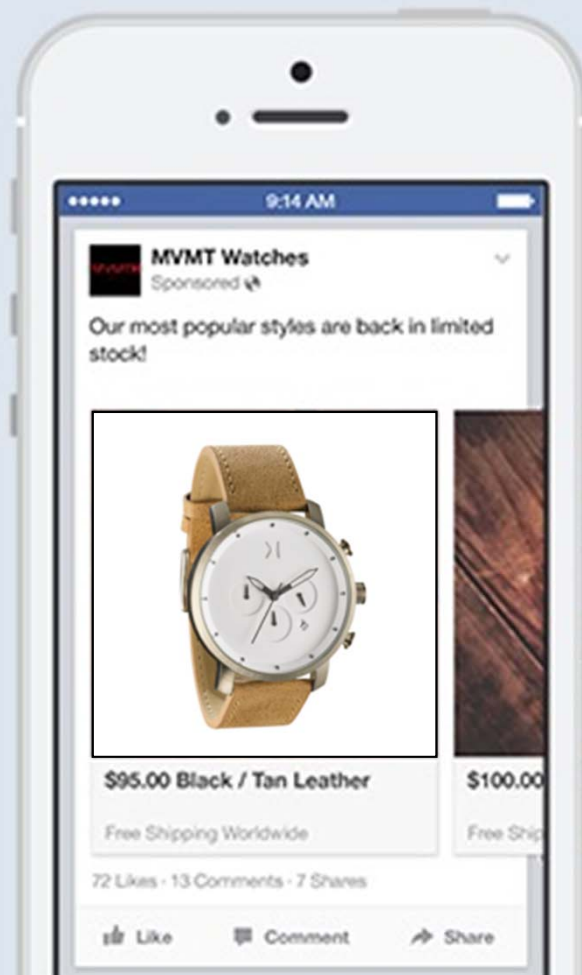 9:14 AM
MVMT
MVMT Watches
Sponsored
Our most popular styles are back in limited
stock!
$95.00 Black / Tan Leather
$100.00
Free Shipping Worldwide
Free Ship
72 Likes · 13 Comments · 7 Shares
Like
Comment
Share